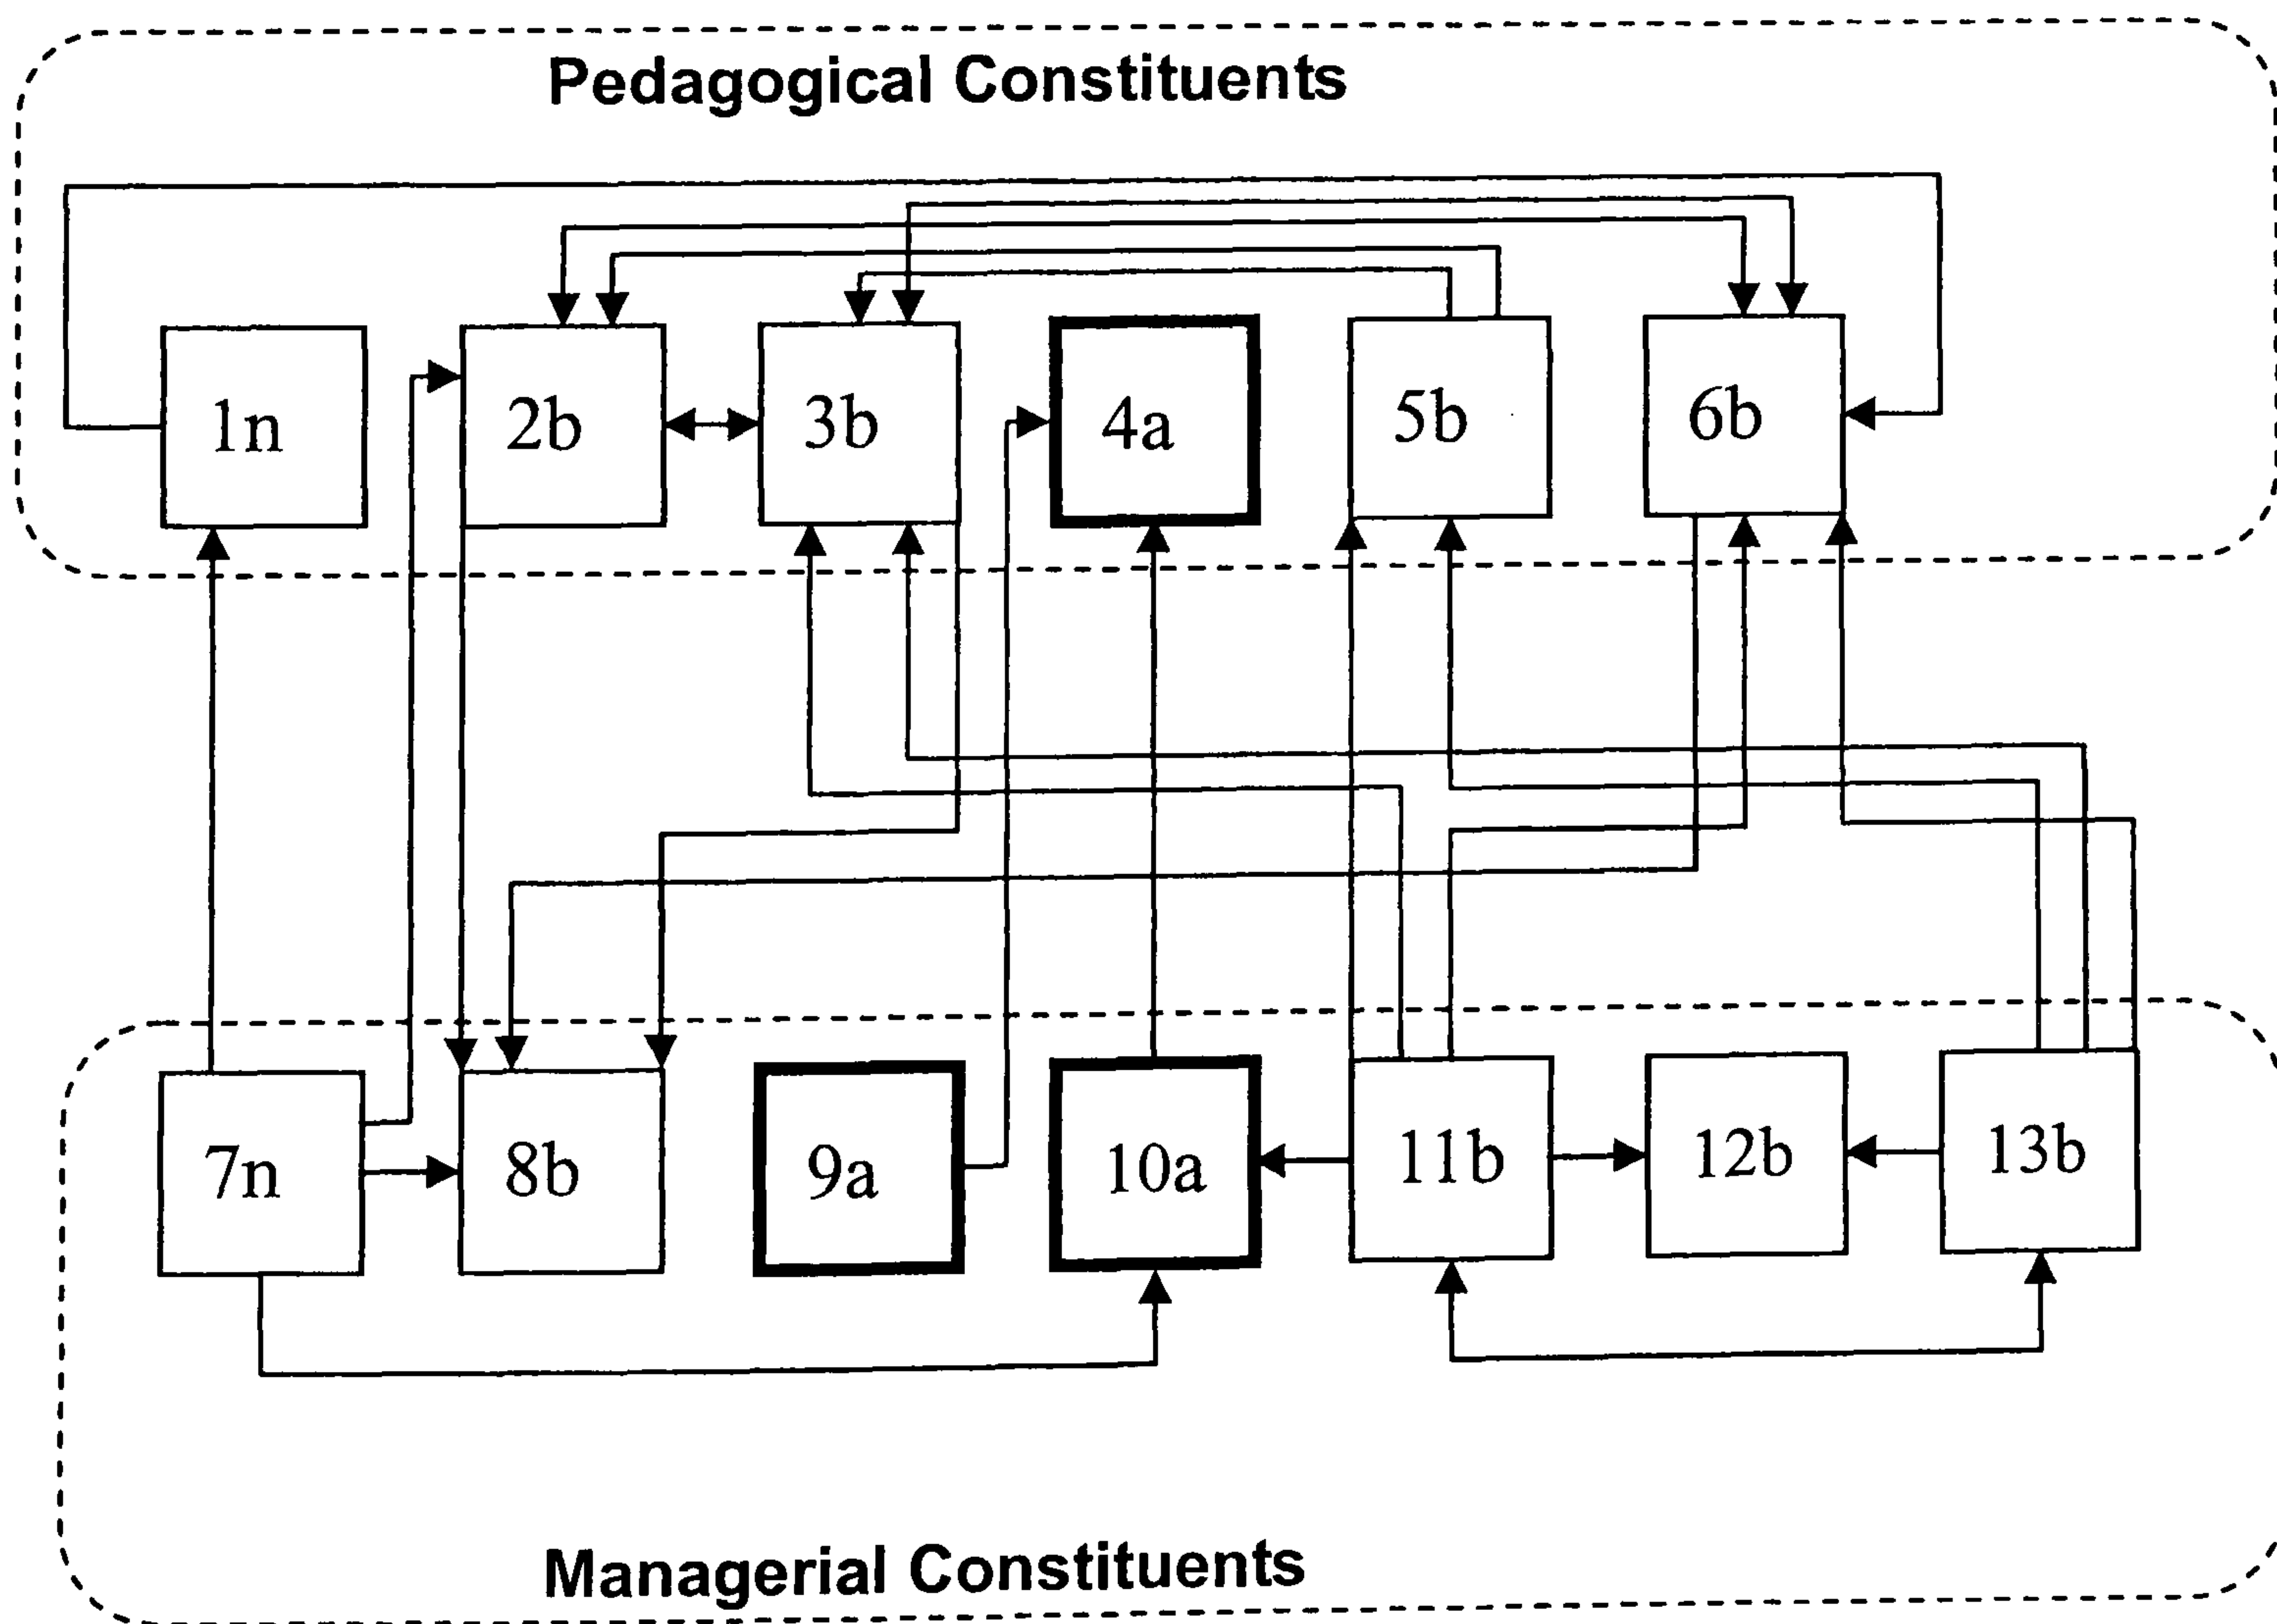 Pedagogical Constituents
1n 2b 3b 4a 5b 6b
7n 8b 9a 10a 11b 12b 13b
Managerial Constituents